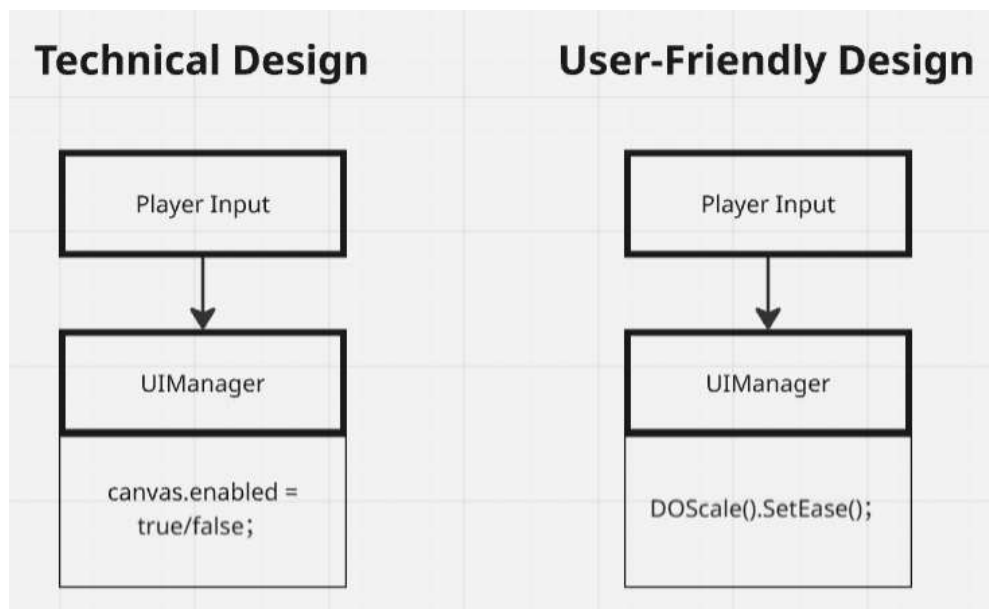 Technical Design
User-Friendly Design
Player Input
Player Input
UIManager
UIManager
canvas.enabled =
true/false；
DOScale().SetEase()；